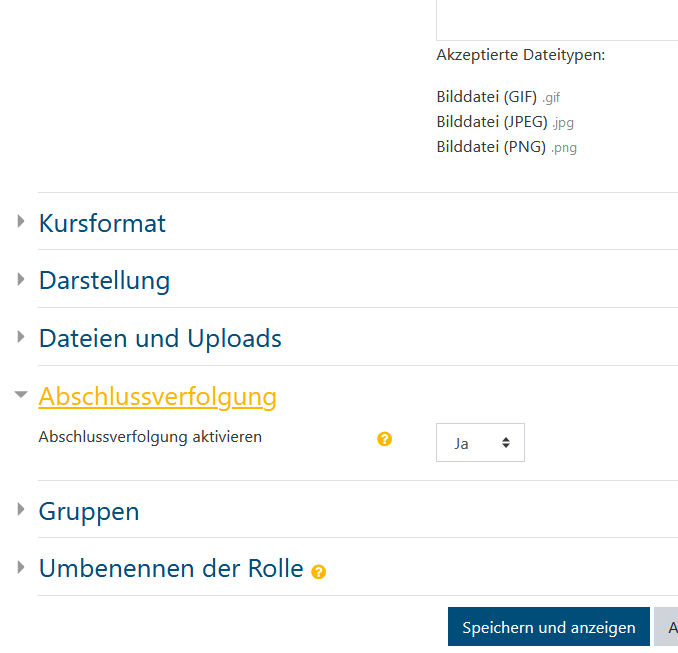 Akzeptierte Dateitypen:
Bilddatei (GIF) .gif
Bilddatei (JPEG) .jpg
Bilddatei (PNG) .png
Kursformat
Darstellung
Dateien und Uploads
Abschlussverfolgung
Abschlussverfolgung aktivieren ? Ja
Gruppen
Umbenennen der Rolle ?
Speichern und anzeigen